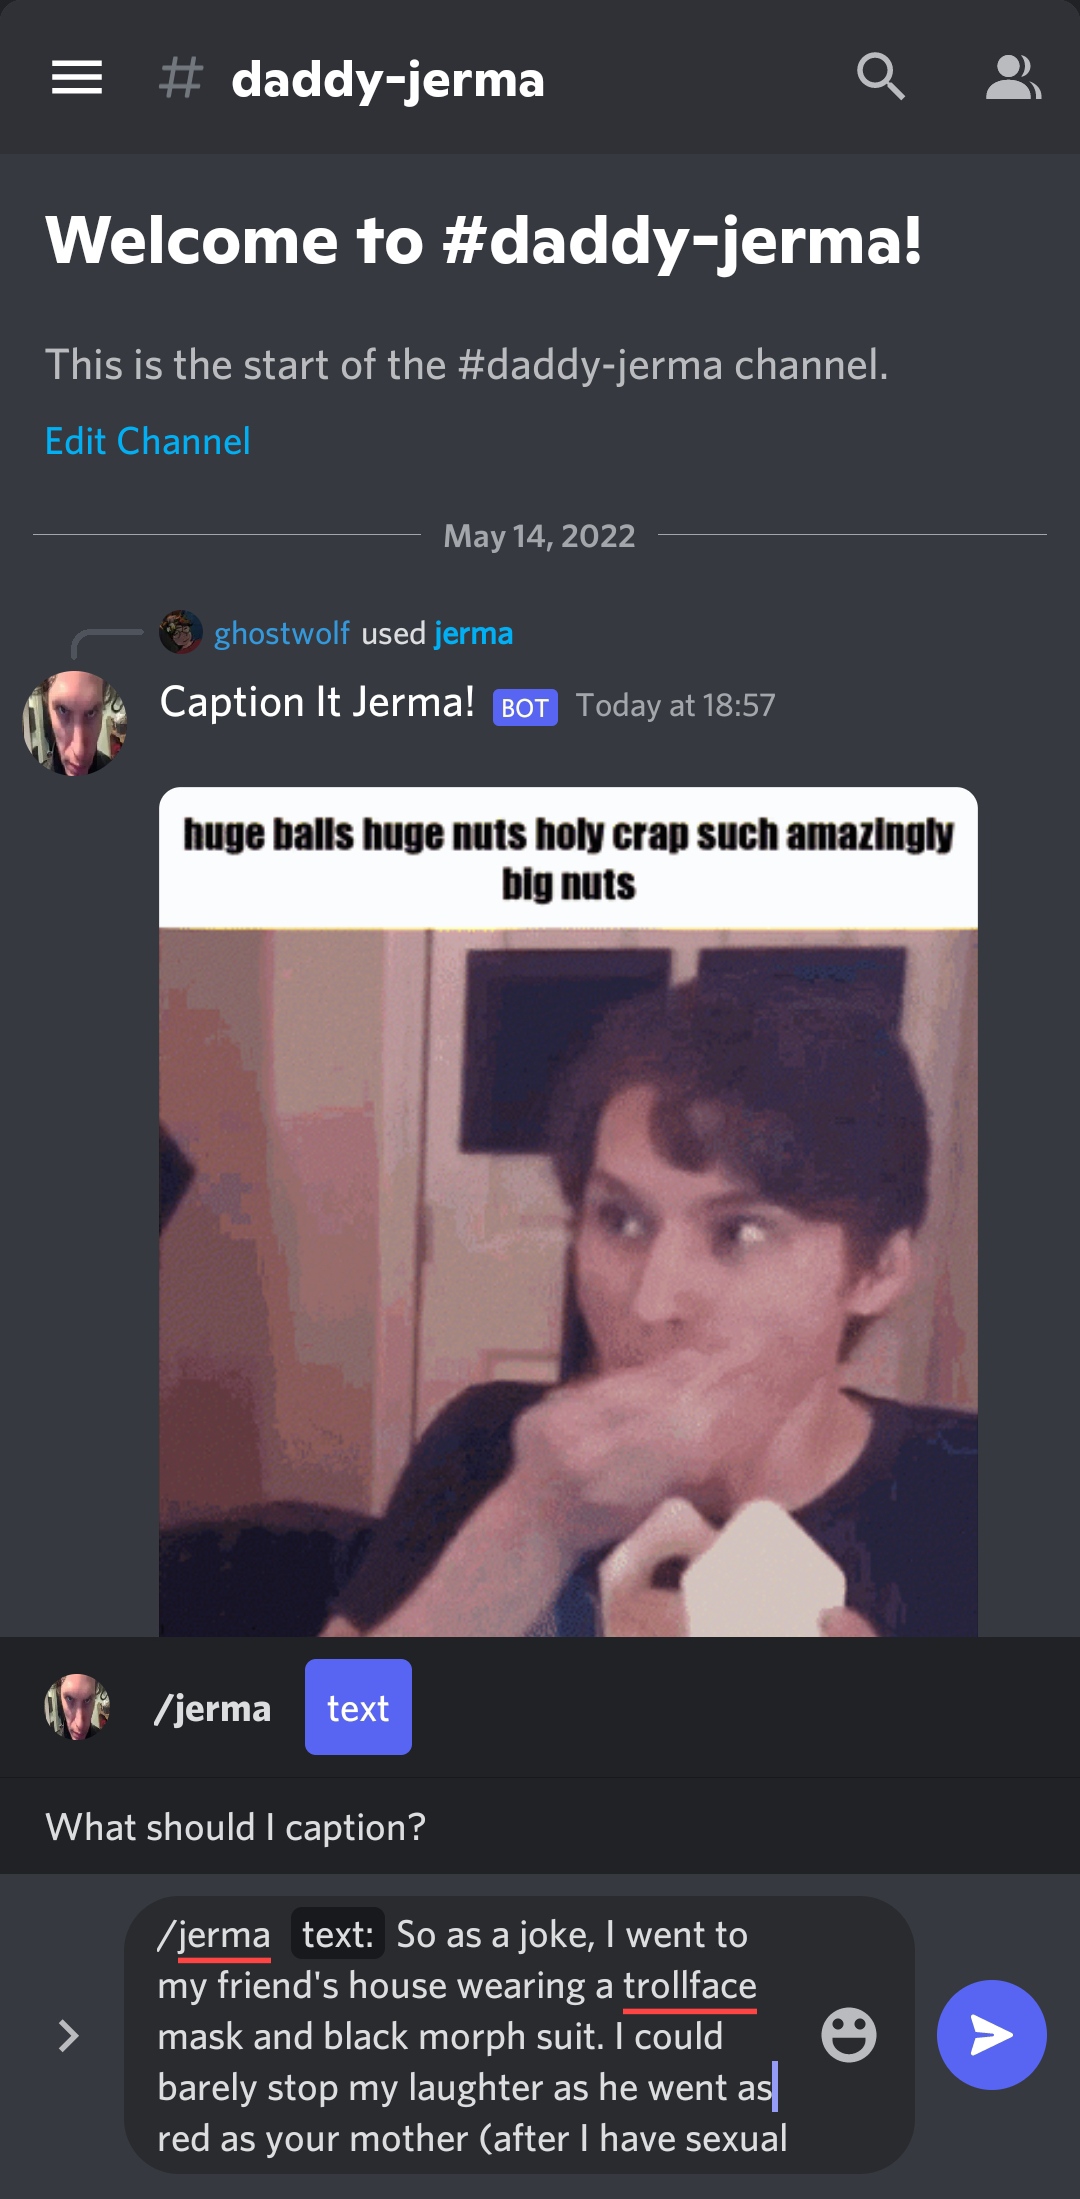 # daddy-jerma
Welcome to #daddy-jerma!
This is the start of the #daddy-jerma channel.
Edit Channel
May 14, 2022
ghostwolf used jerma
Caption It Jerma! BOT Today at 18:57
huge balls huge nuts holy crap such amazingly
big nuts
/jerma text
What should I caption?
/jerma text: So as a joke, I went to
my friend's house wearing a trollface
mask and black morph suit. I could
barely stop my laughter as he went as
red as your mother (after I have sexual